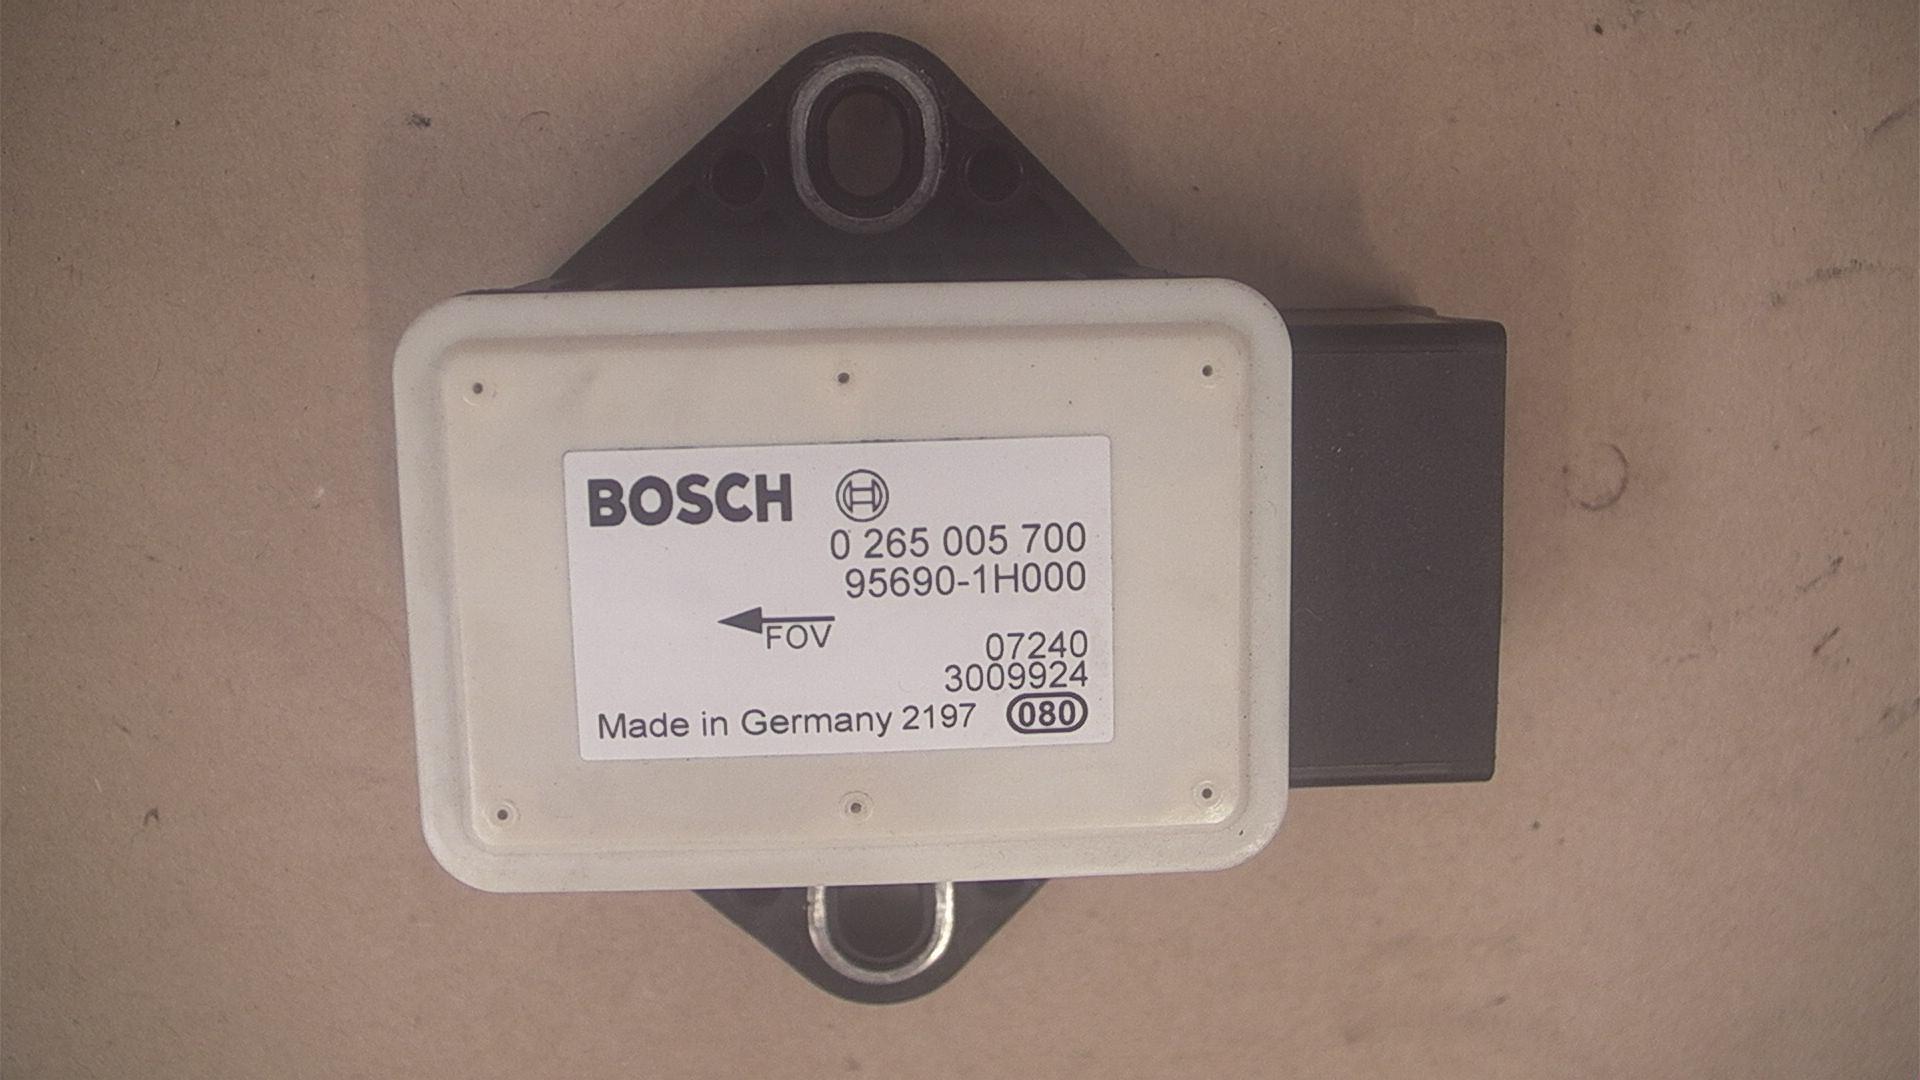 BOSCH
0 265 005 700
95690-1H000
FOV
07240
3009924
Made in Germany 2197 080